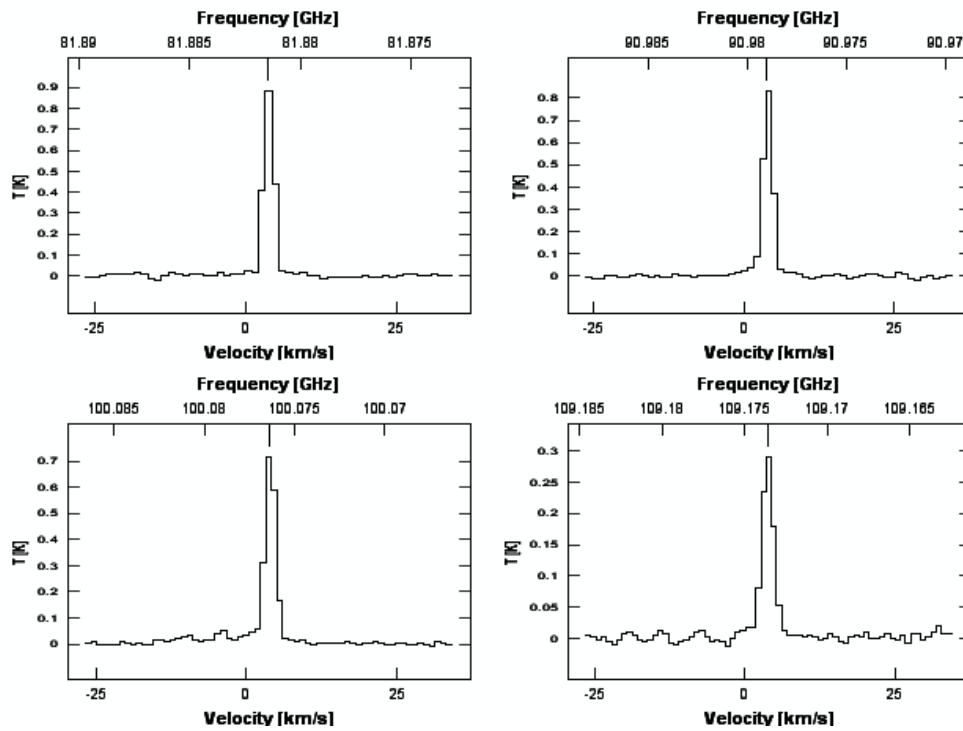 Frequency [GHz]
81.89 81.885 81.88 81.875
0.9
0.8
0.7
0.6
0.5
0.4
0.3
0.2
0.1
0
T [K]
-25 0 25
Velocity [km/s]
Frequency [GHz]
90.985 90.98 90.975 90.97
0.8
0.7
0.6
0.5
0.4
0.3
0.2
0.1
0
T [K]
-25 0 25
Velocity [km/s]
Frequency [GHz]
100.085 100.08 100.075 100.07
0.7
0.6
0.5
0.4
0.3
0.2
0.1
0
T [K]
-25 0 25
Velocity [km/s]
Frequency [GHz]
109.185 109.18 109.175 109.17 109.165
0.3
0.25
0.2
0.15
0.1
0.05
0
T [K]
-25 0 25
Velocity [km/s]